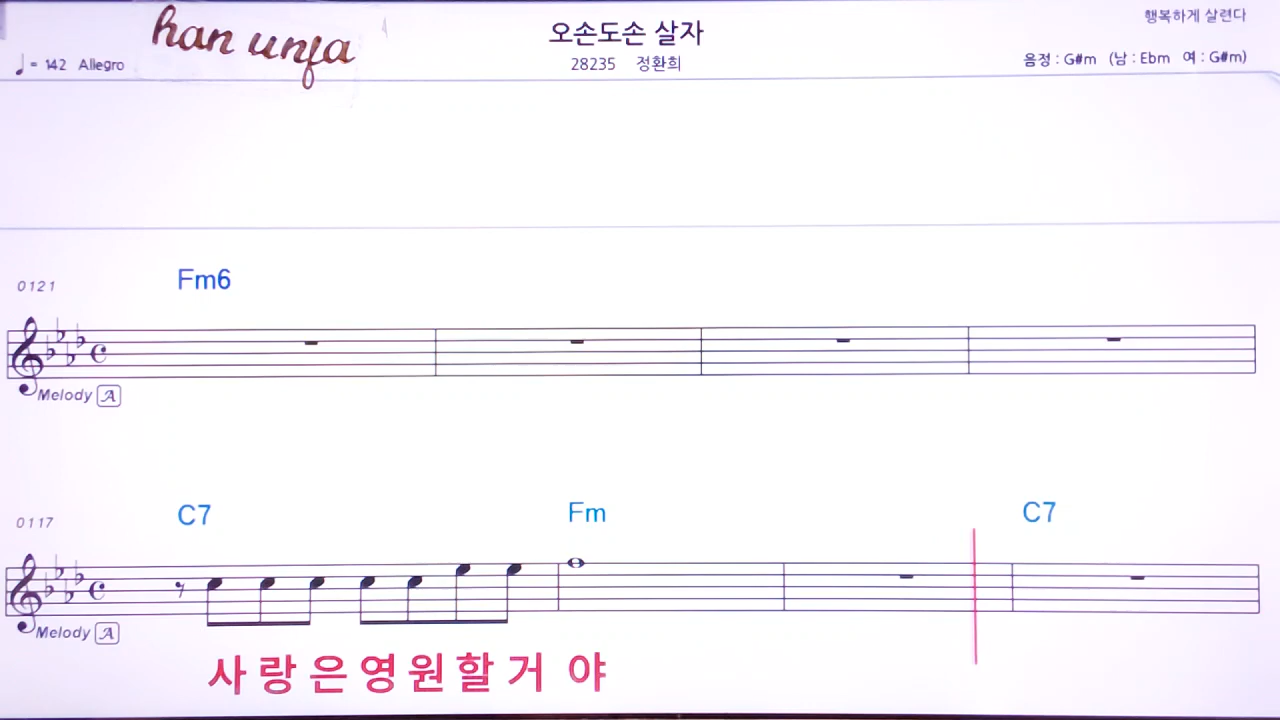 행복하게 살련다
han unfa
오손도손 살자
♩= 142 Allegro
28235 정환희
음정 : G#m (남 : Ebm 여 : G#m)
0121 Fm6
Melody A
0117 C7 Fm C7
Melody A
사랑은영원할거 야